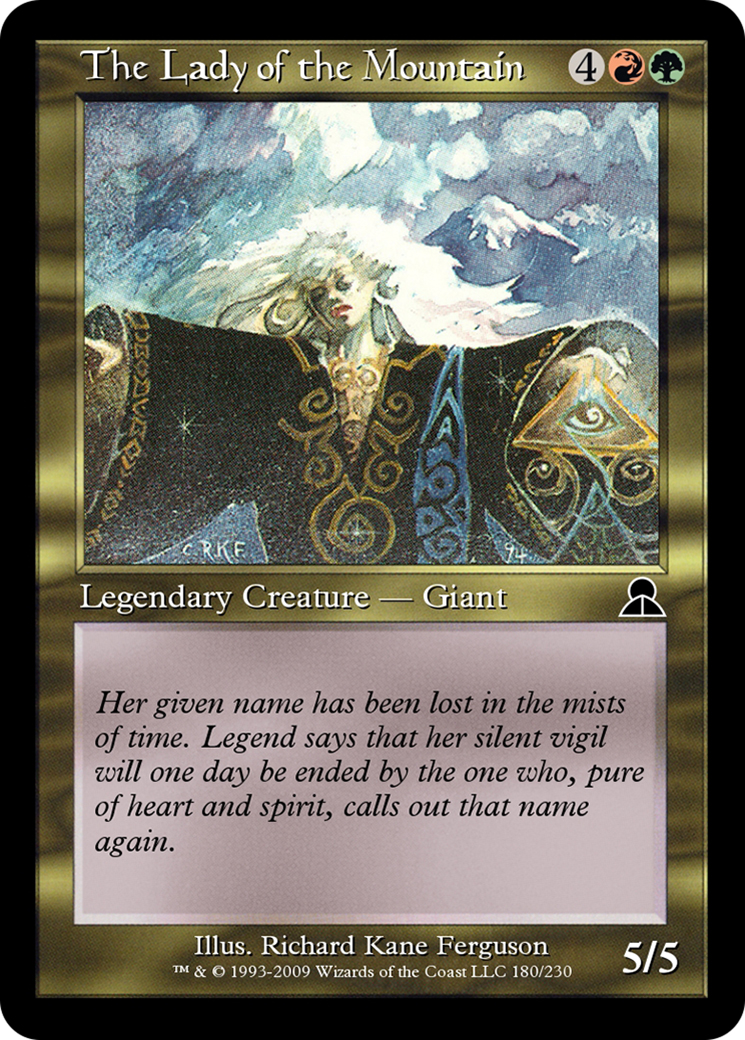 The Lady of the Mountain 4
A
c RKF 94
Legendary Creature — Giant
Her given name has been lost in the mists
of time. Legend says that her silent vigil
will one day be ended by the one who, pure
of heart and spirit, calls out that name
again.
Illus. Richard Kane Ferguson
™ & © 1993-2009 Wizards of the Coast LLC 180/230
5/5